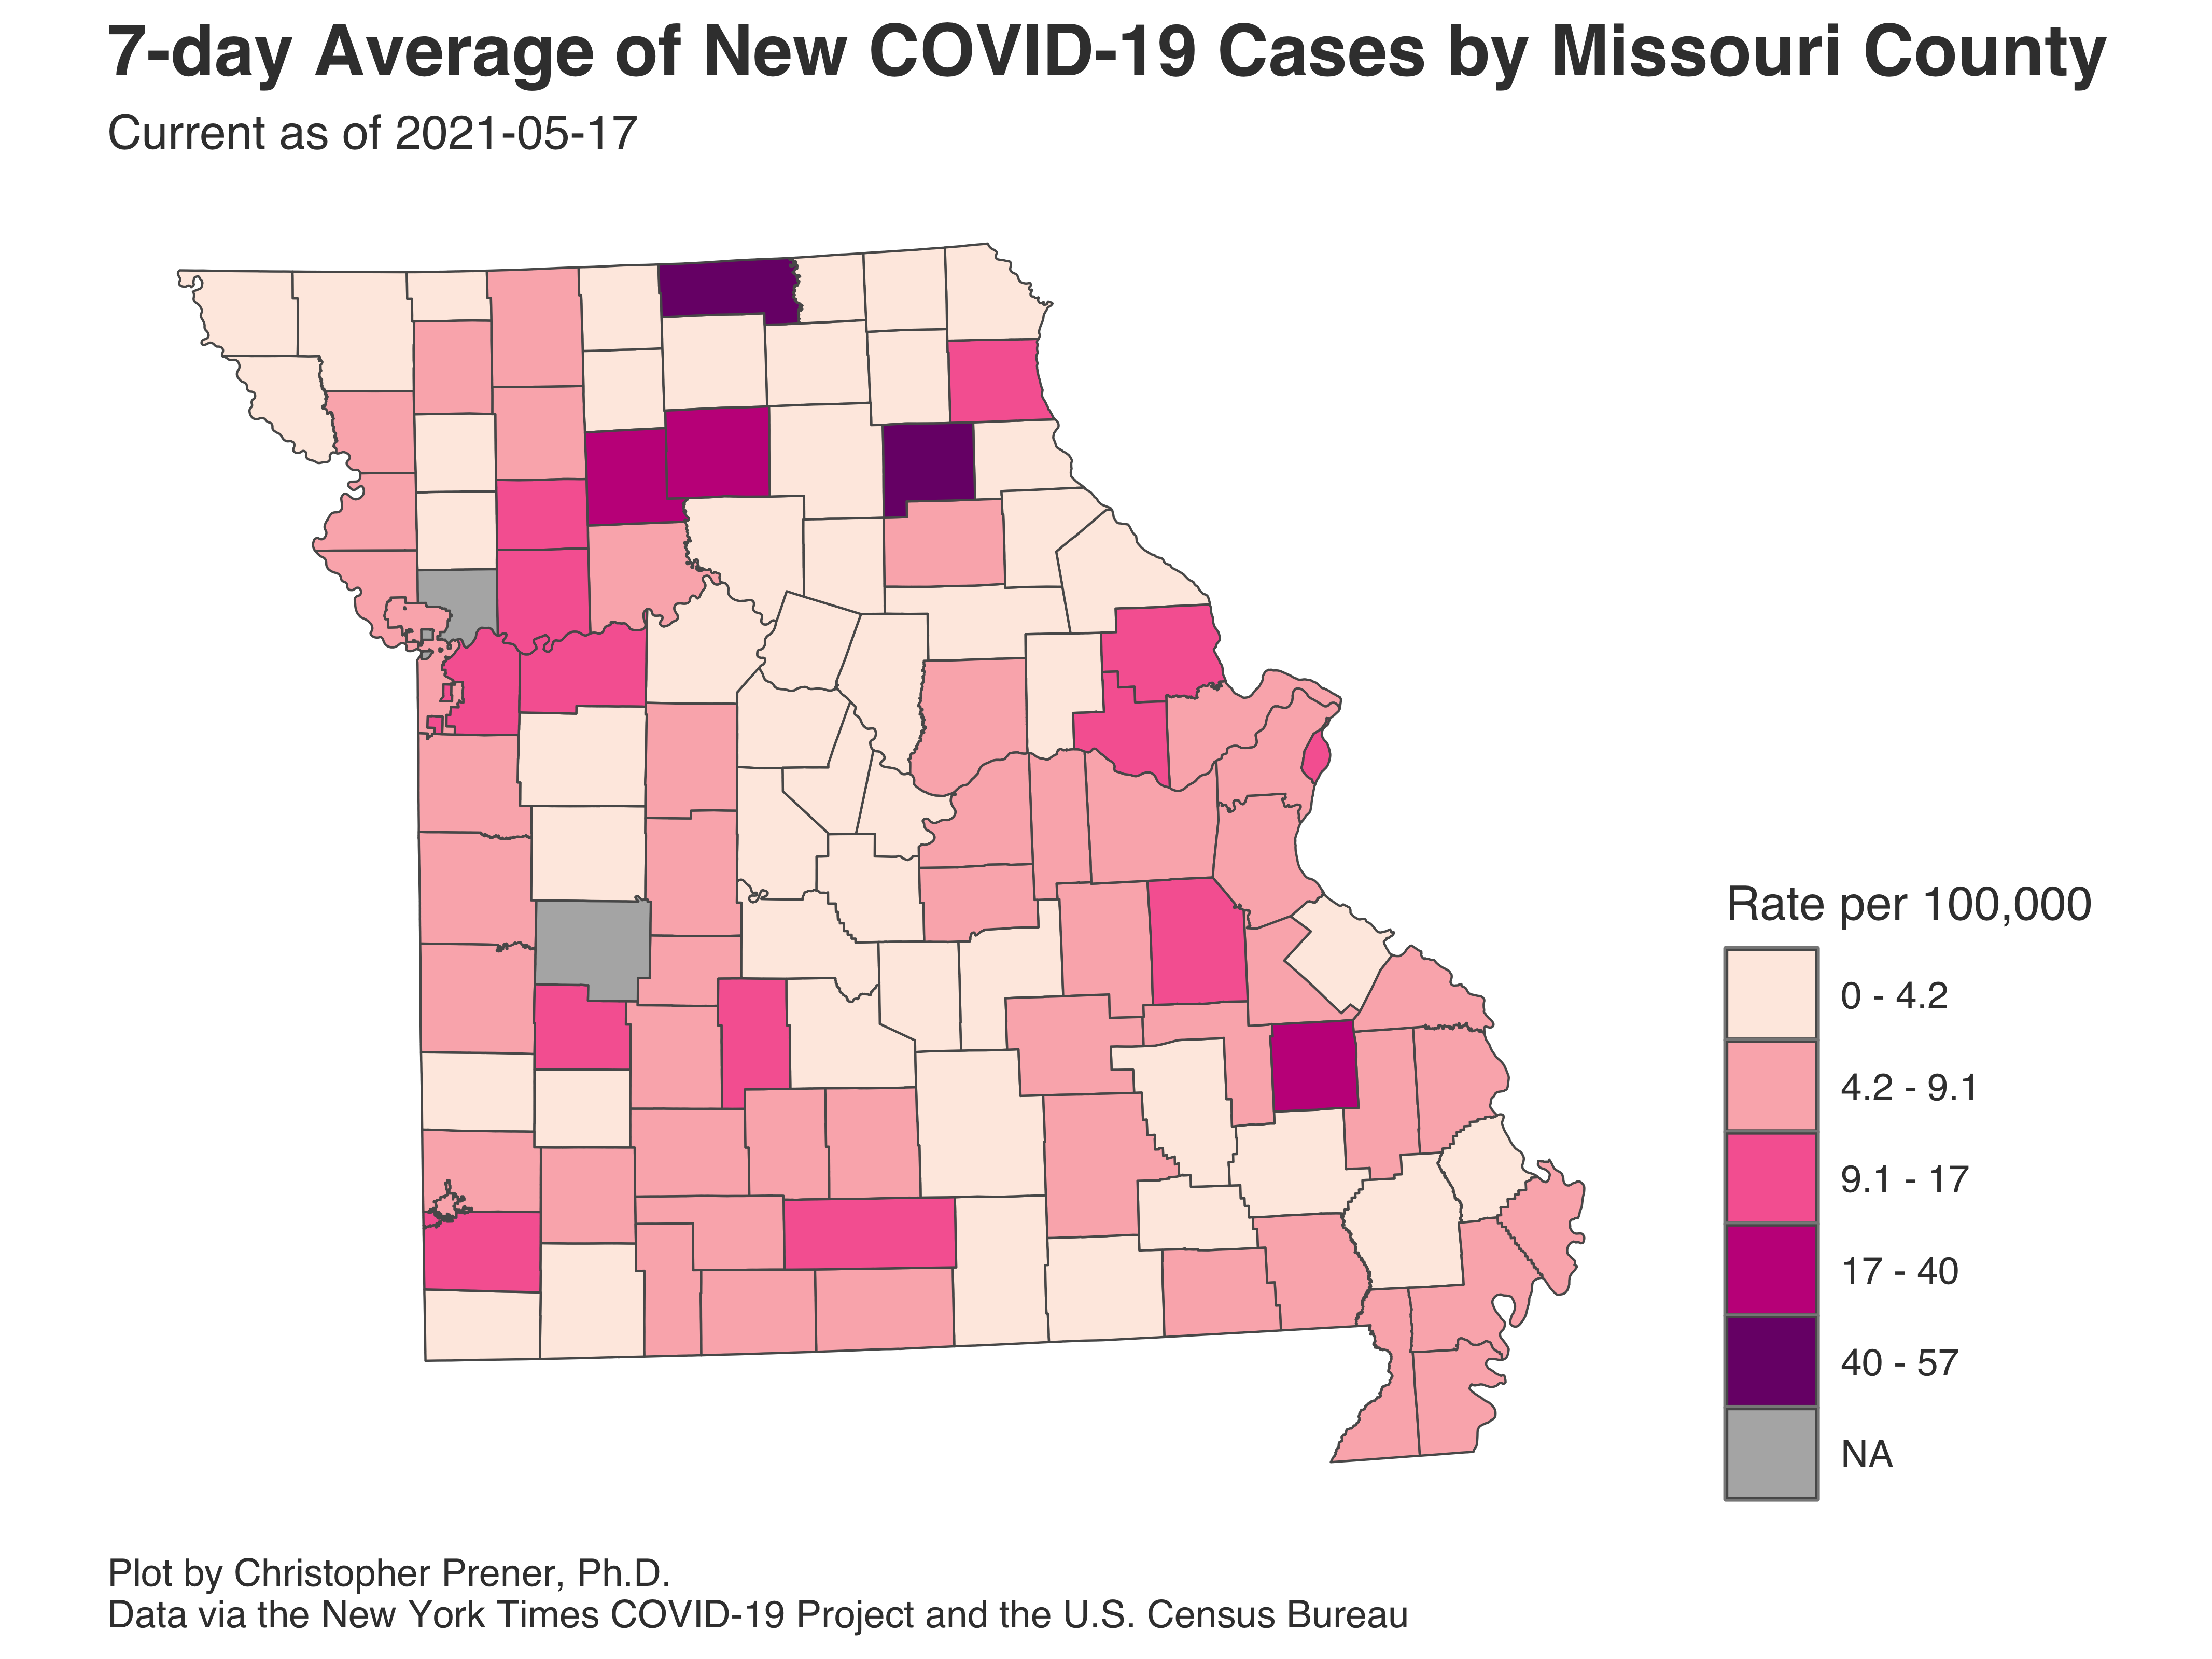 7-day Average of New COVID-19 Cases by Missouri County
Current as of 2021-05-17
Rate per 100,000
0 - 4.2
4.2 - 9.1
9.1 - 17
17 - 40
40 - 57
NA
Plot by Christopher Prener, Ph.D.
Data via the New York Times COVID-19 Project and the U.S. Census Bureau